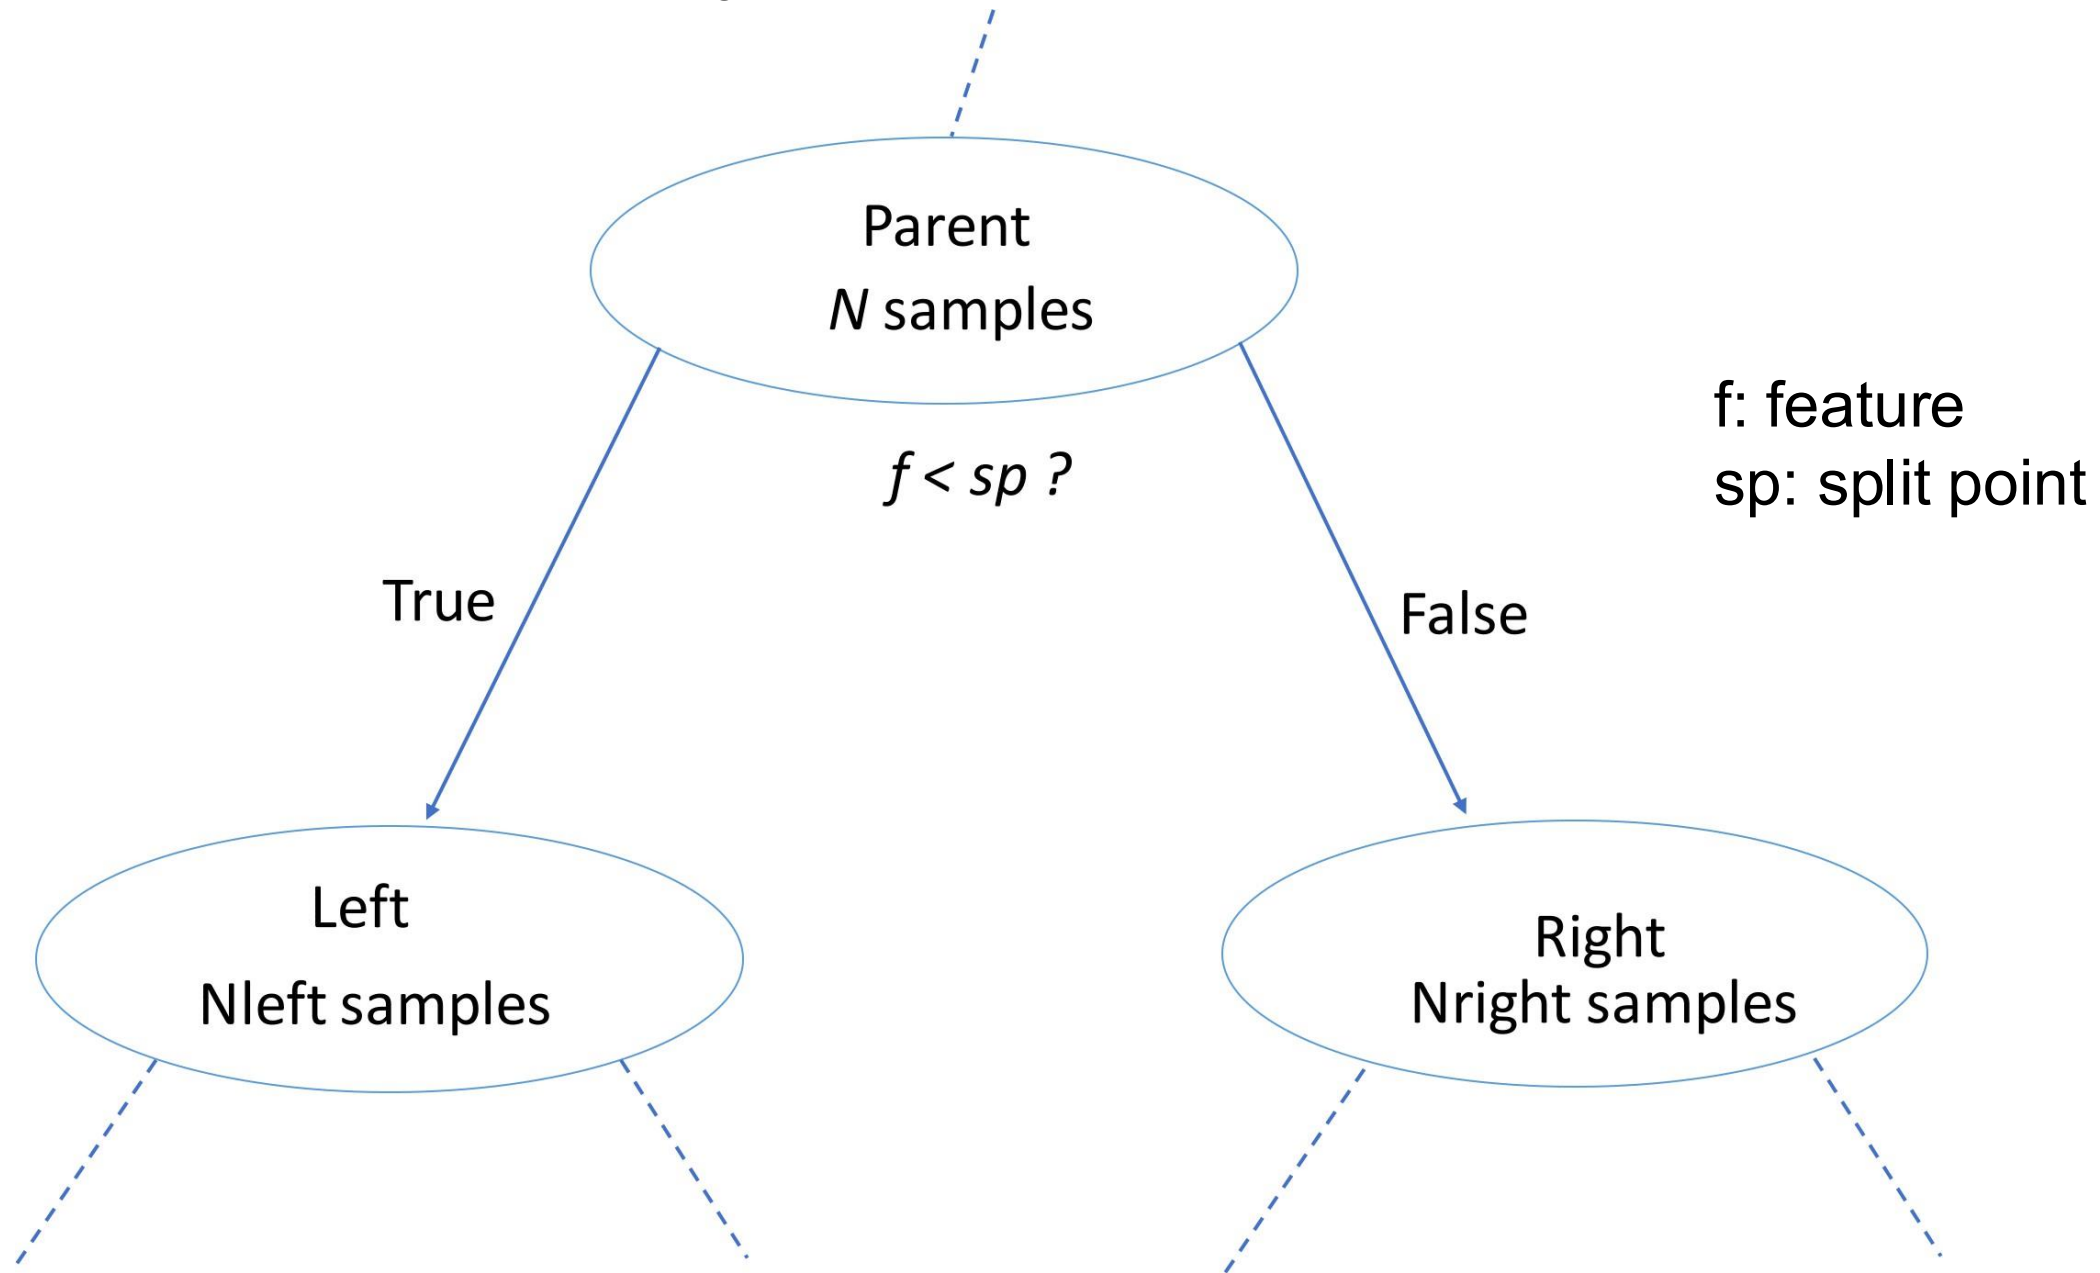 Parent
N samples
f < sp ?
f: feature
sp: split point
True
False
Left
Nleft samples
Right
Nright samples